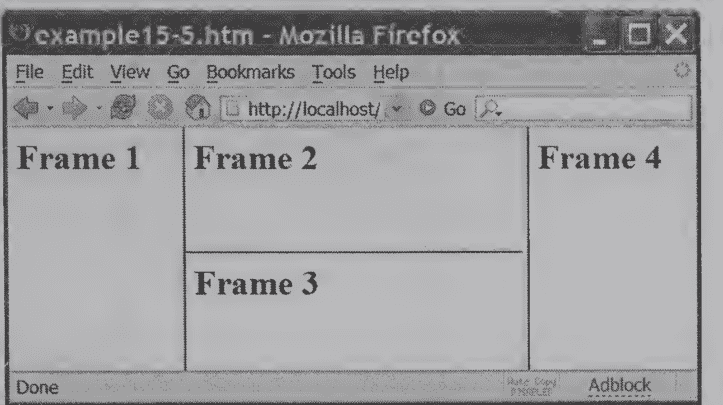 example15-5.htm - Mozilla Firefox
File Edit View Go Bookmarks Tools Help
http://localhost/ Go
Frame 1 Frame 2 Frame 4
Frame 3
Done Adblock